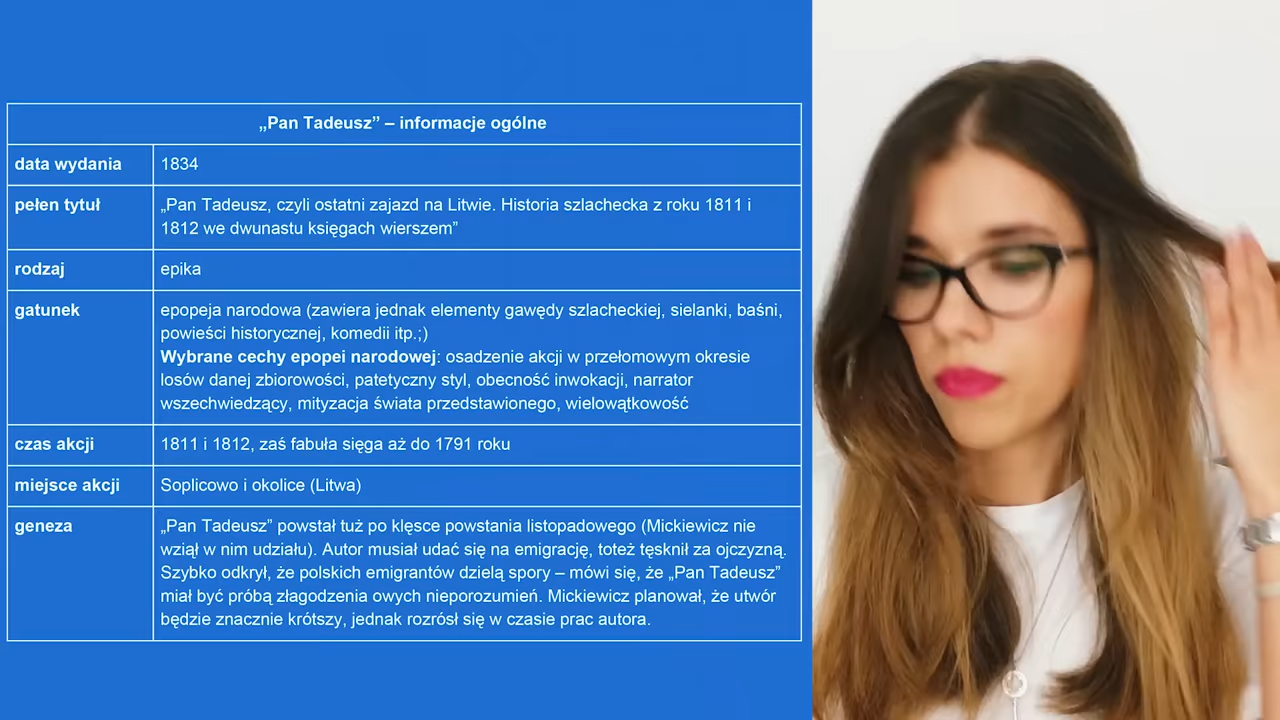 „Pan Tadeusz” – informacje ogólne
data wydania
1834
pełen tytuł
„Pan Tadeusz, czyli ostatni zajazd na Litwie. Historia szlachecka z roku 1811 i
1812 we dwunastu księgach wierszem”
rodzaj
epika
gatunek
epopeja narodowa (zawiera jednak elementy gawędy szlacheckiej, sielanki, baśni,
powieści historycznej, komedii itp.;)
Wybrane cechy epopei narodowej: osadzenie akcji w przełomowym okresie
losów danej zbiorowości, patetyczny styl, obecność inwokacji, narrator
wszechwiedzący, mityzacja świata przedstawionego, wielowątkowość
czas akcji
1811 i 1812, zaś fabuła sięga aż do 1791 roku
miejsce akcji
Soplicowo i okolice (Litwa)
geneza
„Pan Tadeusz” powstał tuż po klęsce powstania listopadowego (Mickiewicz nie
wziął w nim udziału). Autor musiał udać się na emigrację, toteż tęsknił za ojczyzną.
Szybko odkrył, że polskich emigrantów dzielą spory – mówi się, że „Pan Tadeusz”
miał być próbą złagodzenia owych nieporozumień. Mickiewicz planował, że utwór
będzie znacznie krótszy, jednak rozrósł się w czasie prac autora.